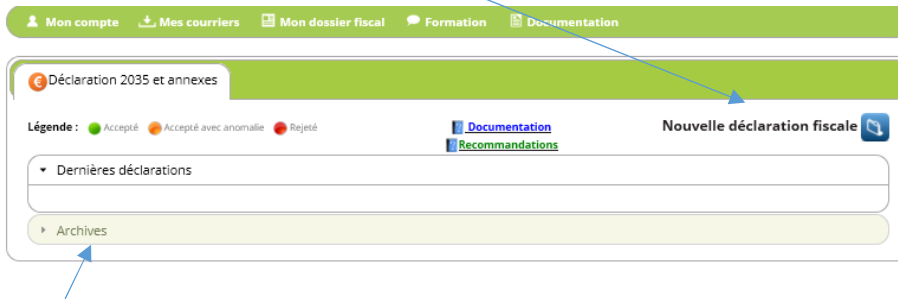 Mon compte Mes courriers Mon dossier fiscal Formation Documentation
Déclaration 2035 et annexes
Légende : Accepté Accepté avec anomalie Rejeté Documentation Nouvelle déclaration fiscale
Recommandations
Dernières déclarations
Archives